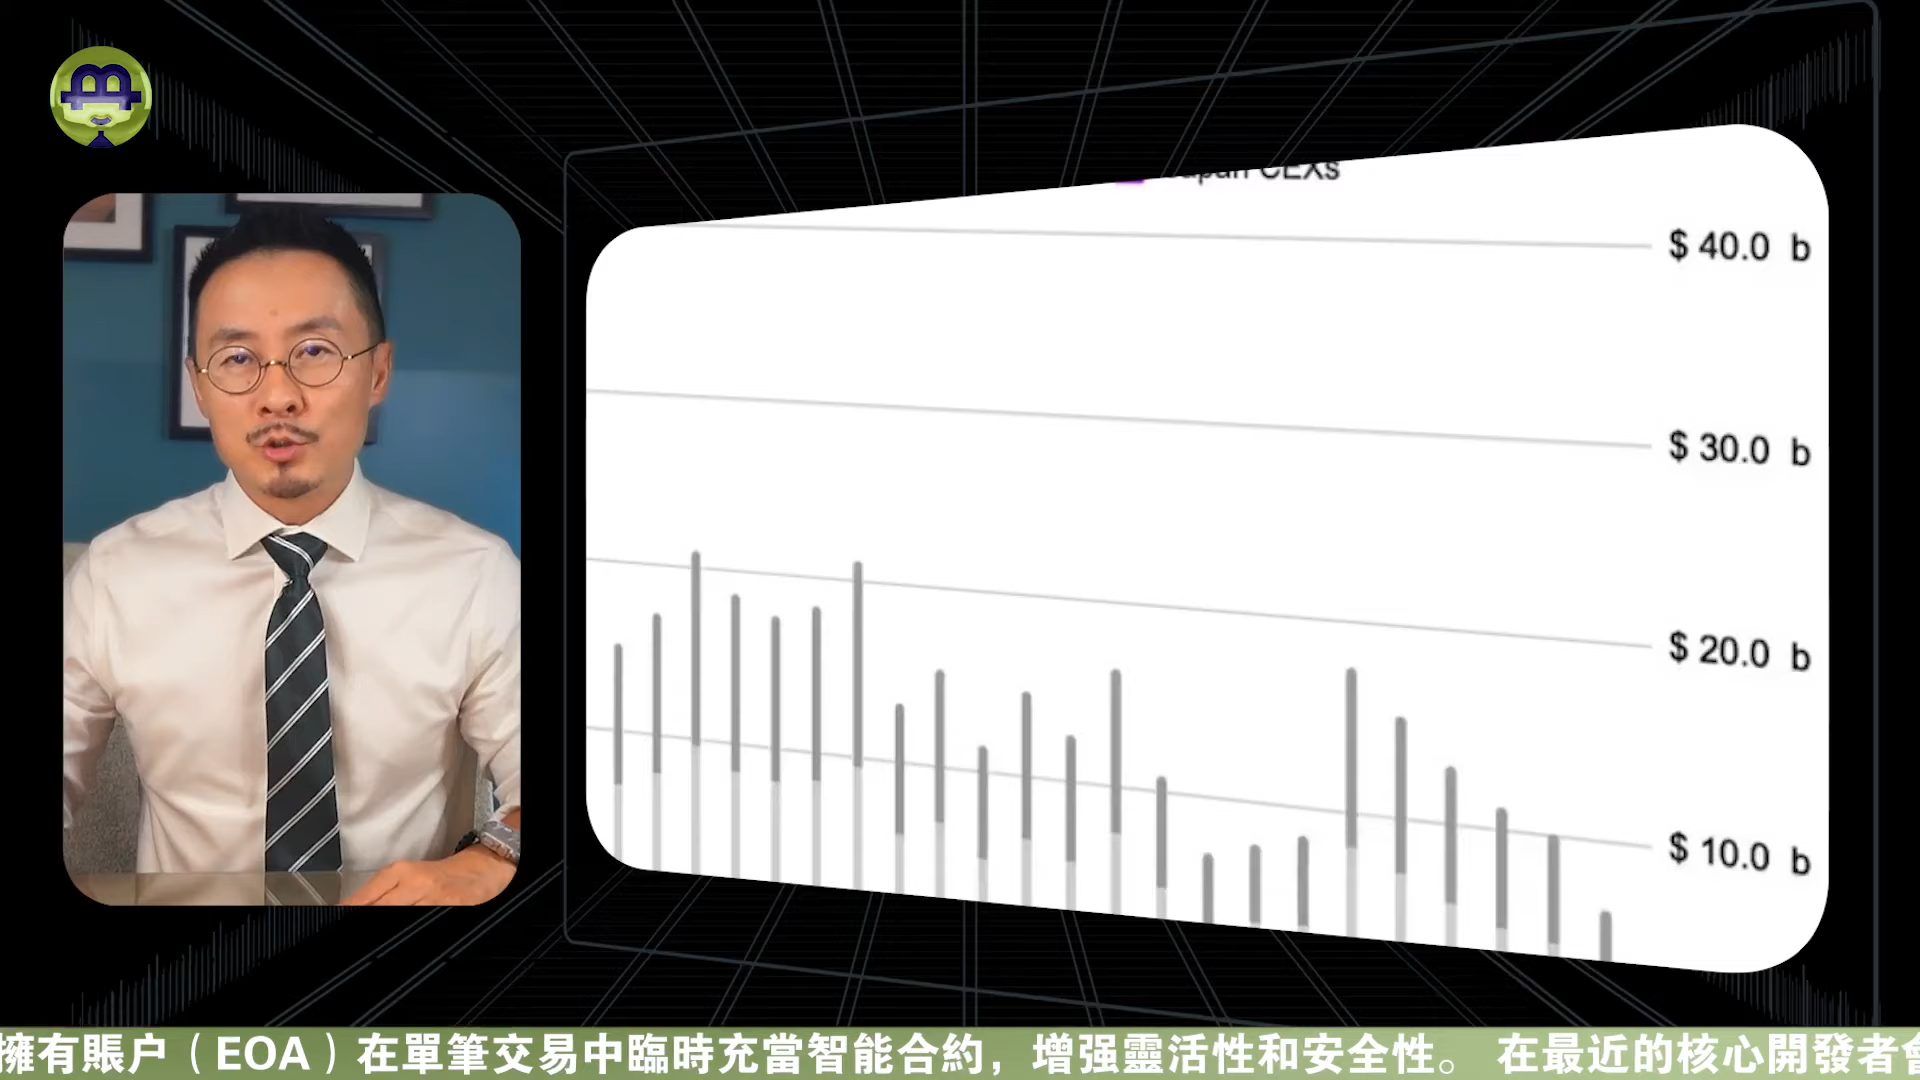 CEXs
$ 40.0 b
$ 30.0 b
$ 20.0 b
$ 10.0 b
擁有賬户（EOA）在單筆交易中臨時充當智能合約，增强靈活性和安全性。 在最近的核心開發者